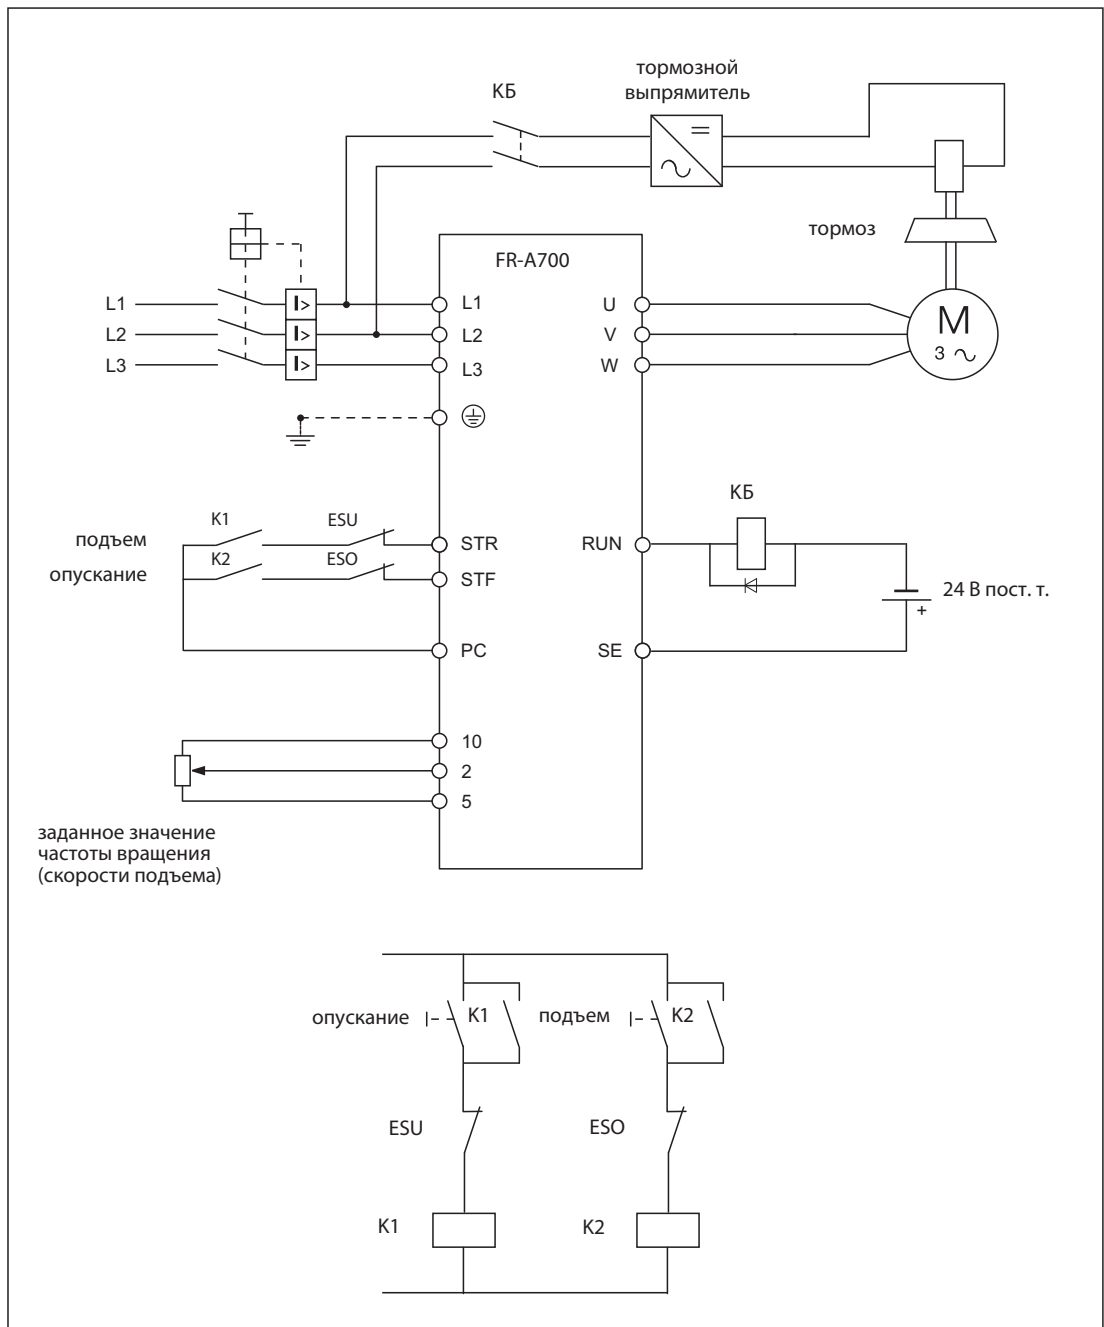 тормозной
выпрямитель
КБ
тормоз
FR-A700
L1
L2
L3
L1
L2
L3
U
V
W
M
3 ~
подъем
опускание
K1
K2
ESU
ESO
STR
STF
PC
RUN
SE
КБ
24 В пост. т.
+
10
2
5
заданное значение
частоты вращения
(скорости подъема)
опускание
K1
подъем
K2
ESU
ESO
K1
K2